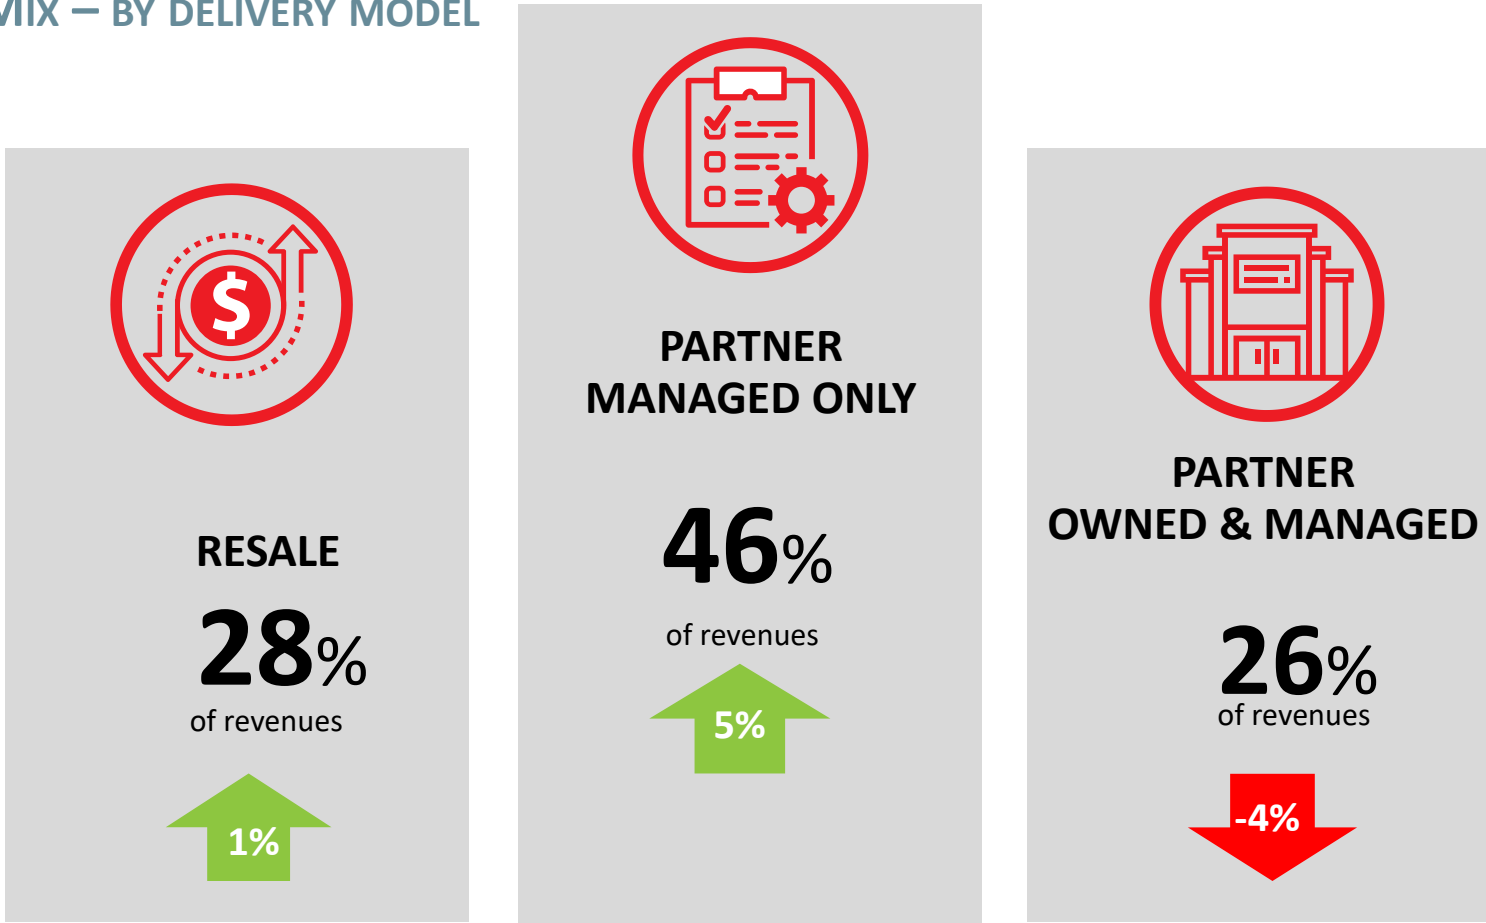 MIX – BY DELIVERY MODEL
$
RESALE
28%
of revenues
1%
PARTNER
MANAGED ONLY
46%
of revenues
5%
PARTNER
OWNED & MANAGED
26%
of revenues
-4%